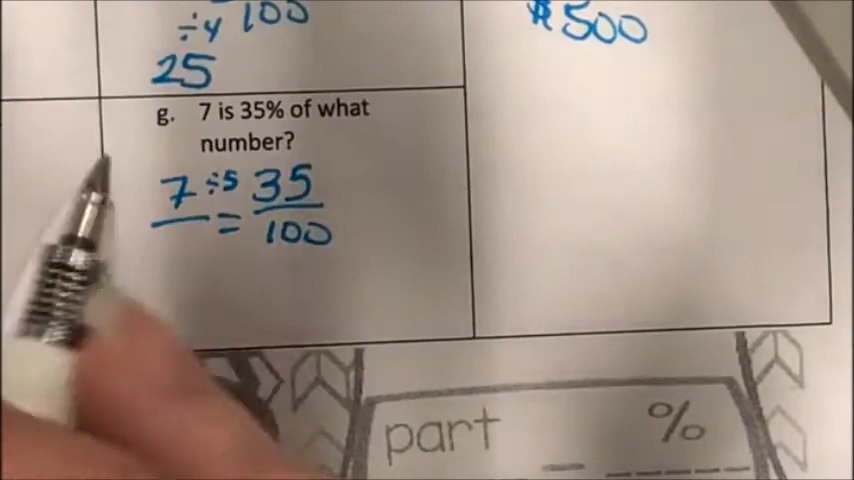 ÷4 100
25
$500
g. 7 is 35% of what
number?
7 ÷5 35
= 100
part %